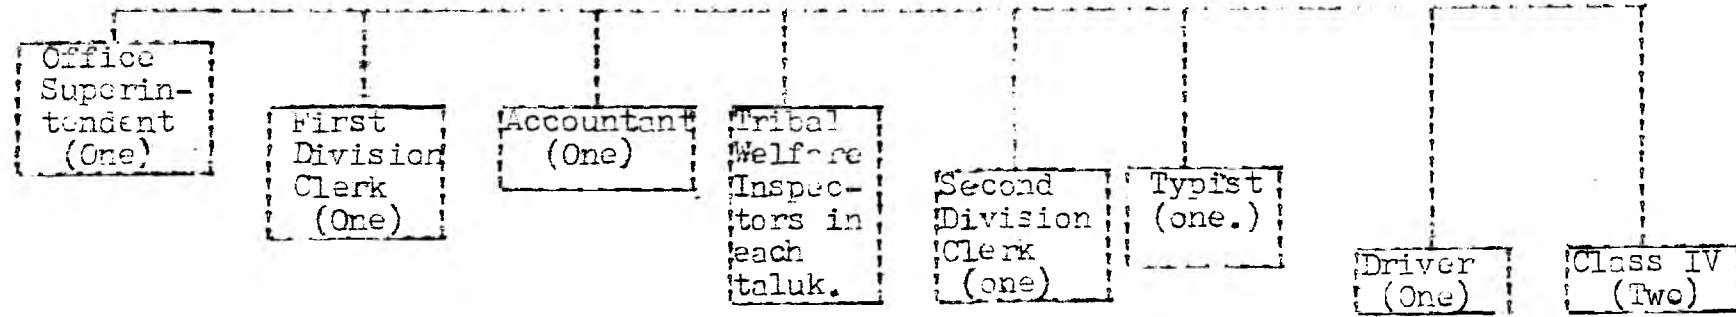 Office
Superin-
tendent
(One)
First
Division
Clerk
(One)
Accountant
(One)
Tribal
Welfare
Inspec-
tors in
each
taluk.
Second
Division
Clerk
(one)
Typist
(one.)
Driver
(One)
Class IV
(Two)